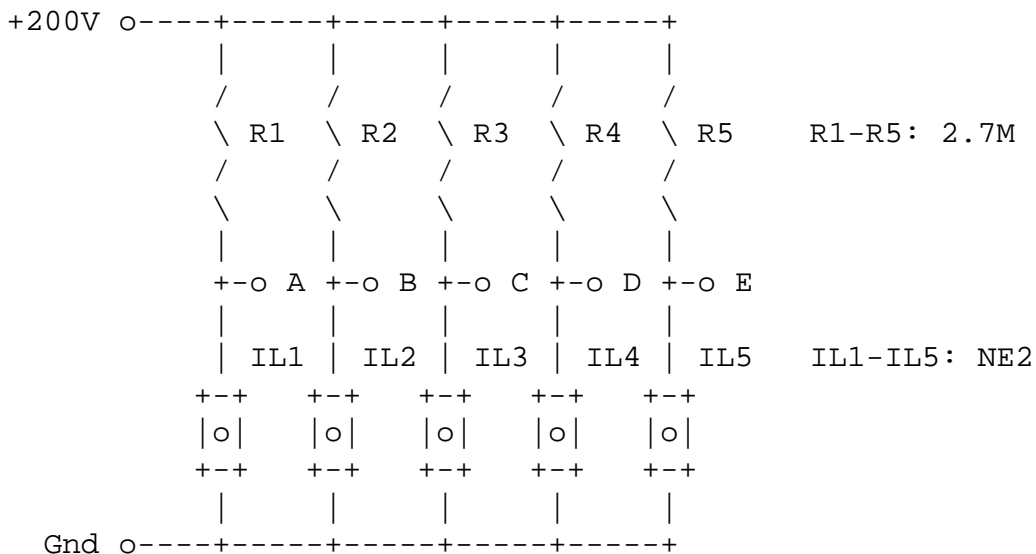 +200V o----+-----+-----+-----+-----+
| | | | |
/ / / / /
\ R1 \ R2 \ R3 \ R4 \ R5 R1-R5: 2.7M
/ / / / /
\ \ \ \ \
| | | | |
+-o A +-o B +-o C +-o D +-o E
| | | | |
| IL1 | IL2 | IL3 | IL4 | IL5 IL1-IL5: NE2
+-+ +-+ +-+ +-+ +-+
|o| |o| |o| |o| |o|
+-+ +-+ +-+ +-+ +-+
| | | | |
Gnd o----+-----+-----+-----+-----+